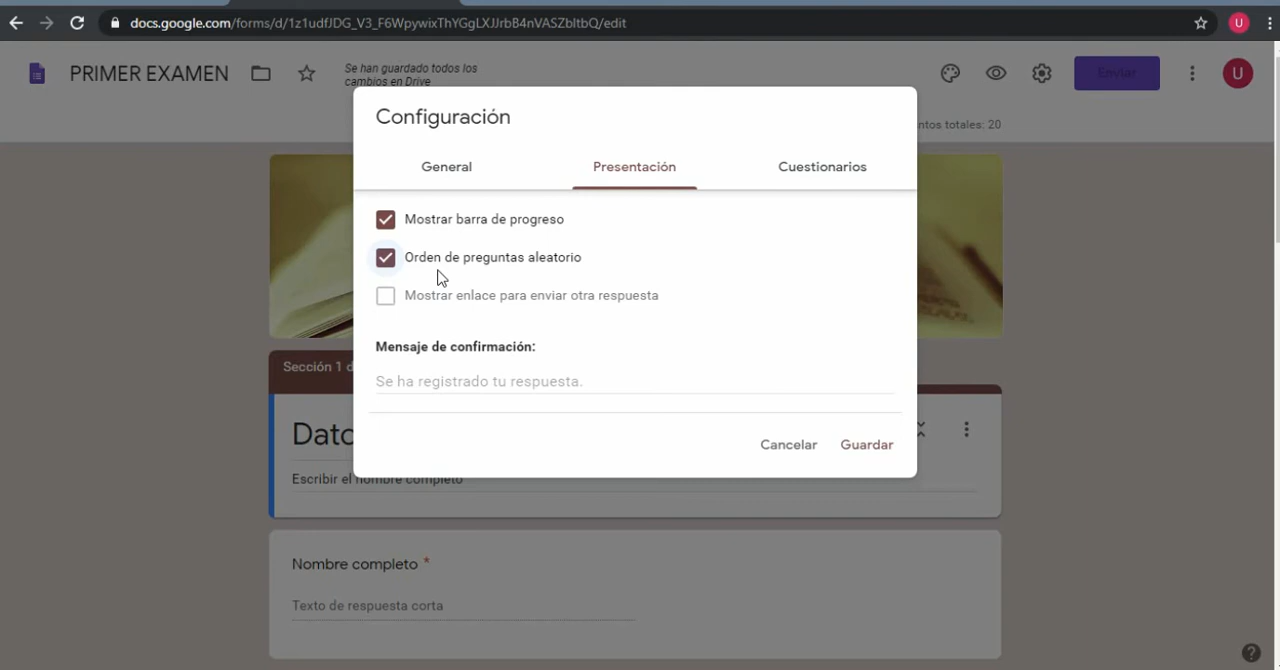 docs.google.com/forms/d/1z1udfJDG_V3_F6WpywixThYGgLXJJrbB4nVASZbltbQ/edit
U
PRIMER EXAMEN
Se han guardado todos los
cambios en Drive
Enviar
U
ntos totales: 20
Configuración
General
Presentación
Cuestionarios
Mostrar barra de progreso
Orden de preguntas aleatorio
Mostrar enlace para enviar otra respuesta
Mensaje de confirmación:
Se ha registrado tu respuesta.
Cancelar
Guardar
Sección 1 d
Dato
Escribir el nombre completo
Nombre completo *
Texto de respuesta corta